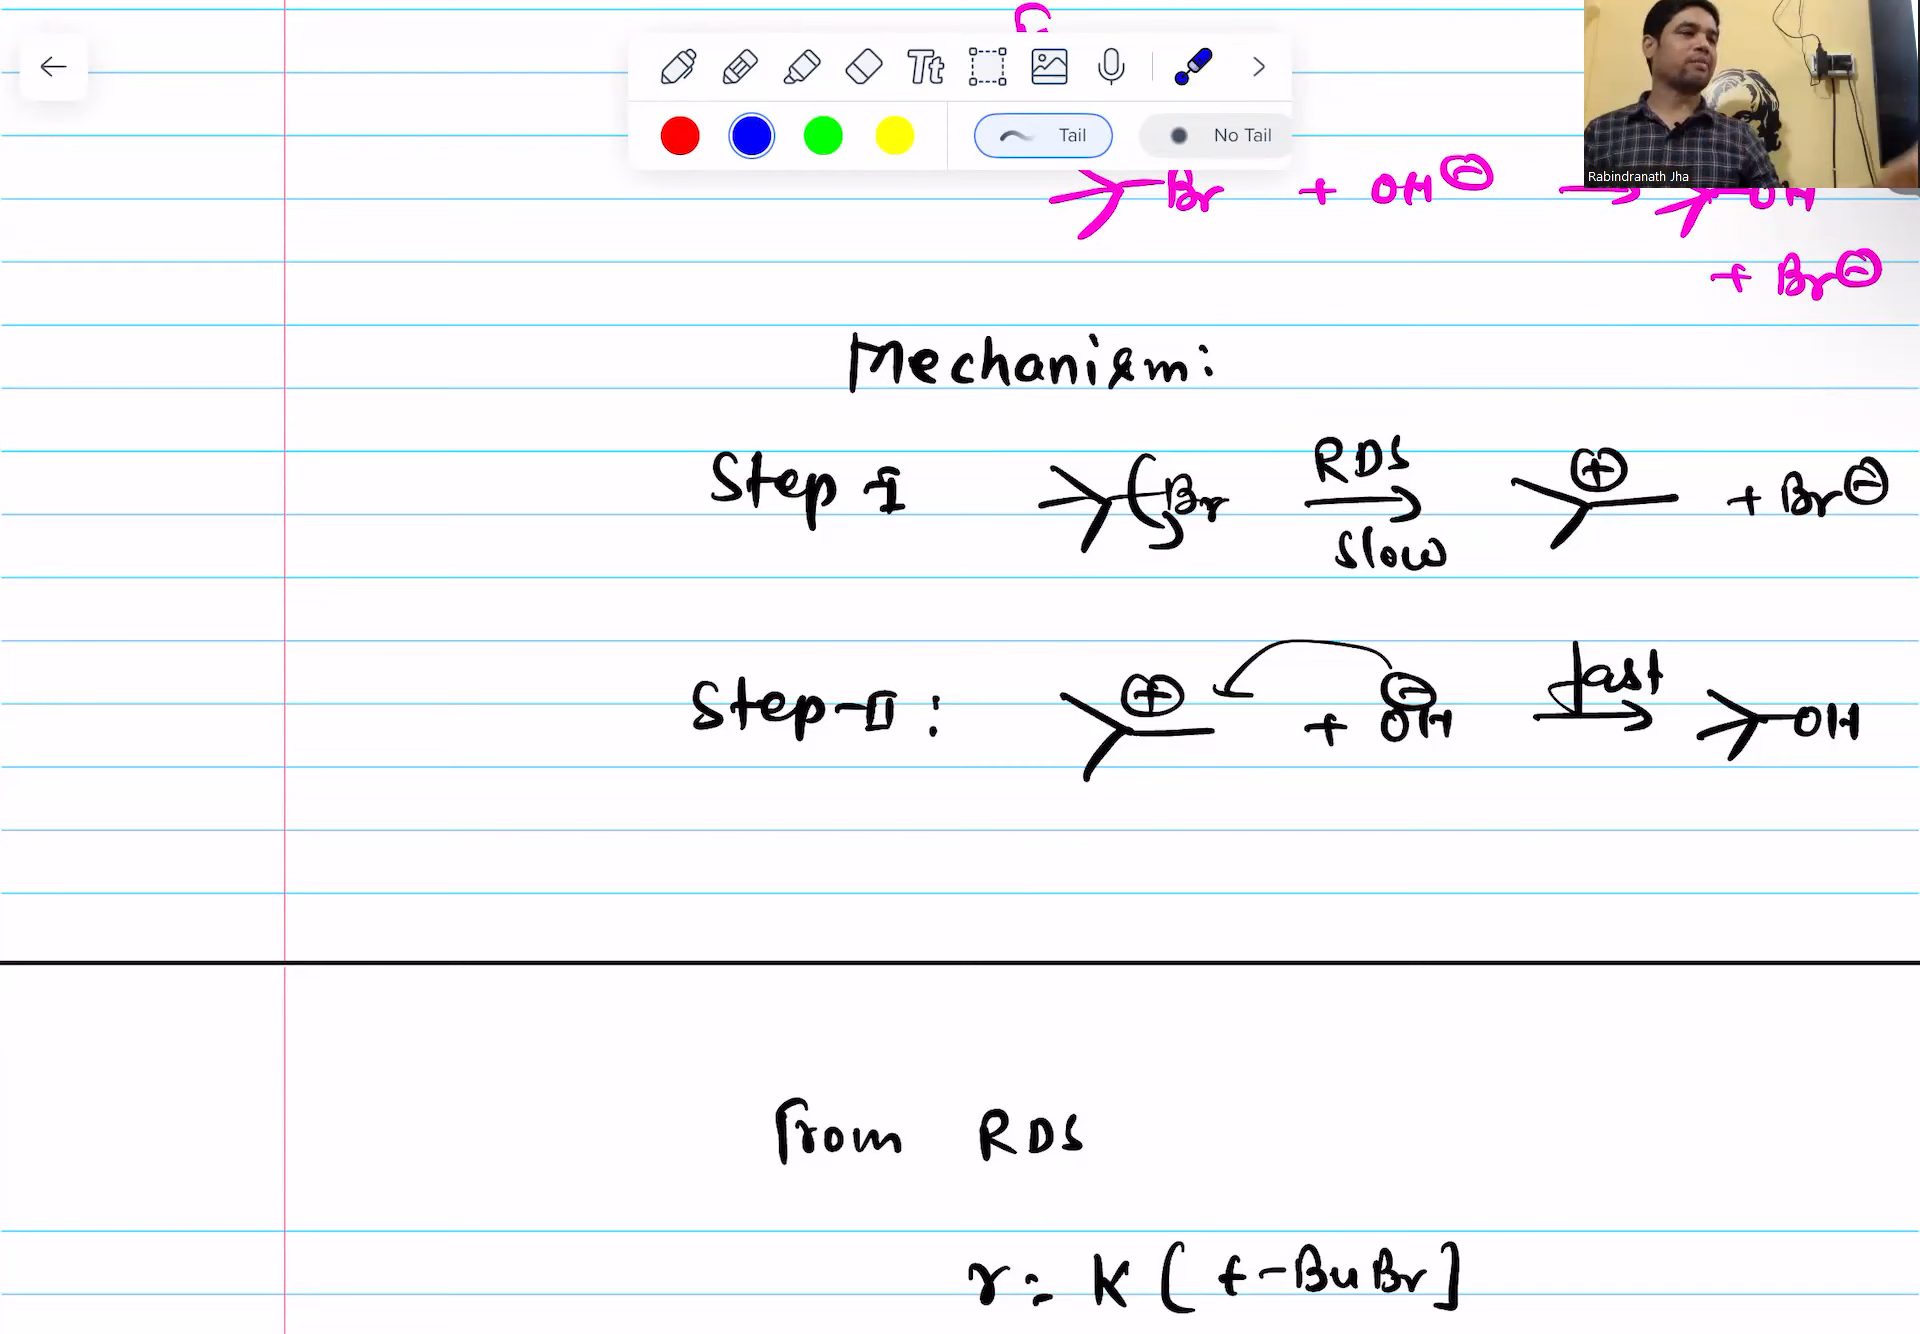 Tt
Tail
No Tail
Rabindranath Jha
Br + OH⊖ → OH
+ Br⊖
Mechanism:
Step I Br RDS slow → ⊕ + Br⊖
Step-II: ⊕ + OH⊖ fast → OH
From RDS
r = K [t-BuBr]